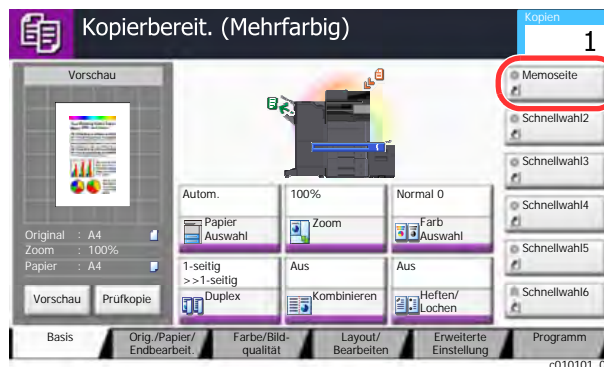 Kopierbereit. (Mehrfarbig)
Kopien
1
Vorschau
Original : A4
Zoom : 100%
Papier : A4
Vorschau
Prüfkopie
Autom.
Papier
Auswahl
100%
Zoom
Normal 0
Farb
Auswahl
1-seitig
>>1-seitig
Duplex
Aus
Kombinieren
Aus
Heften/
Lochen
Memoseite
Schnellwahl2
Schnellwahl3
Schnellwahl4
Schnellwahl5
Schnellwahl6
Basis
Orig./Papier/
Endbearbeit.
Farbe/Bild-
qualität
Layout/
Bearbeiten
Erweiterte
Einstellung
Programm